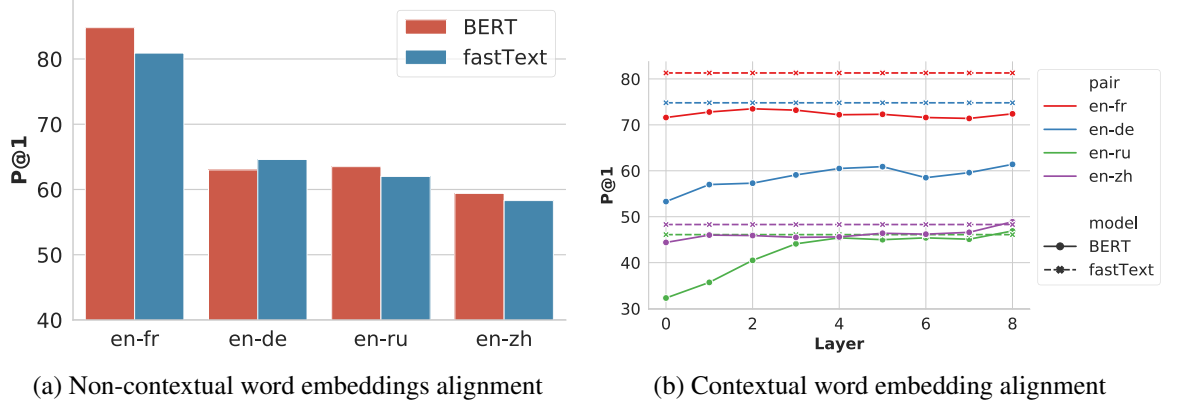 P@1
80
70
60
50
40
en-fr
en-de
en-ru
en-zh
BERT
fastText
(a) Non-contextual word embeddings alignment
P@1
80
70
60
50
40
30
0
2
4
6
8
Layer
pair
en-fr
en-de
en-ru
en-zh
model
BERT
fastText
(b) Contextual word embedding alignment